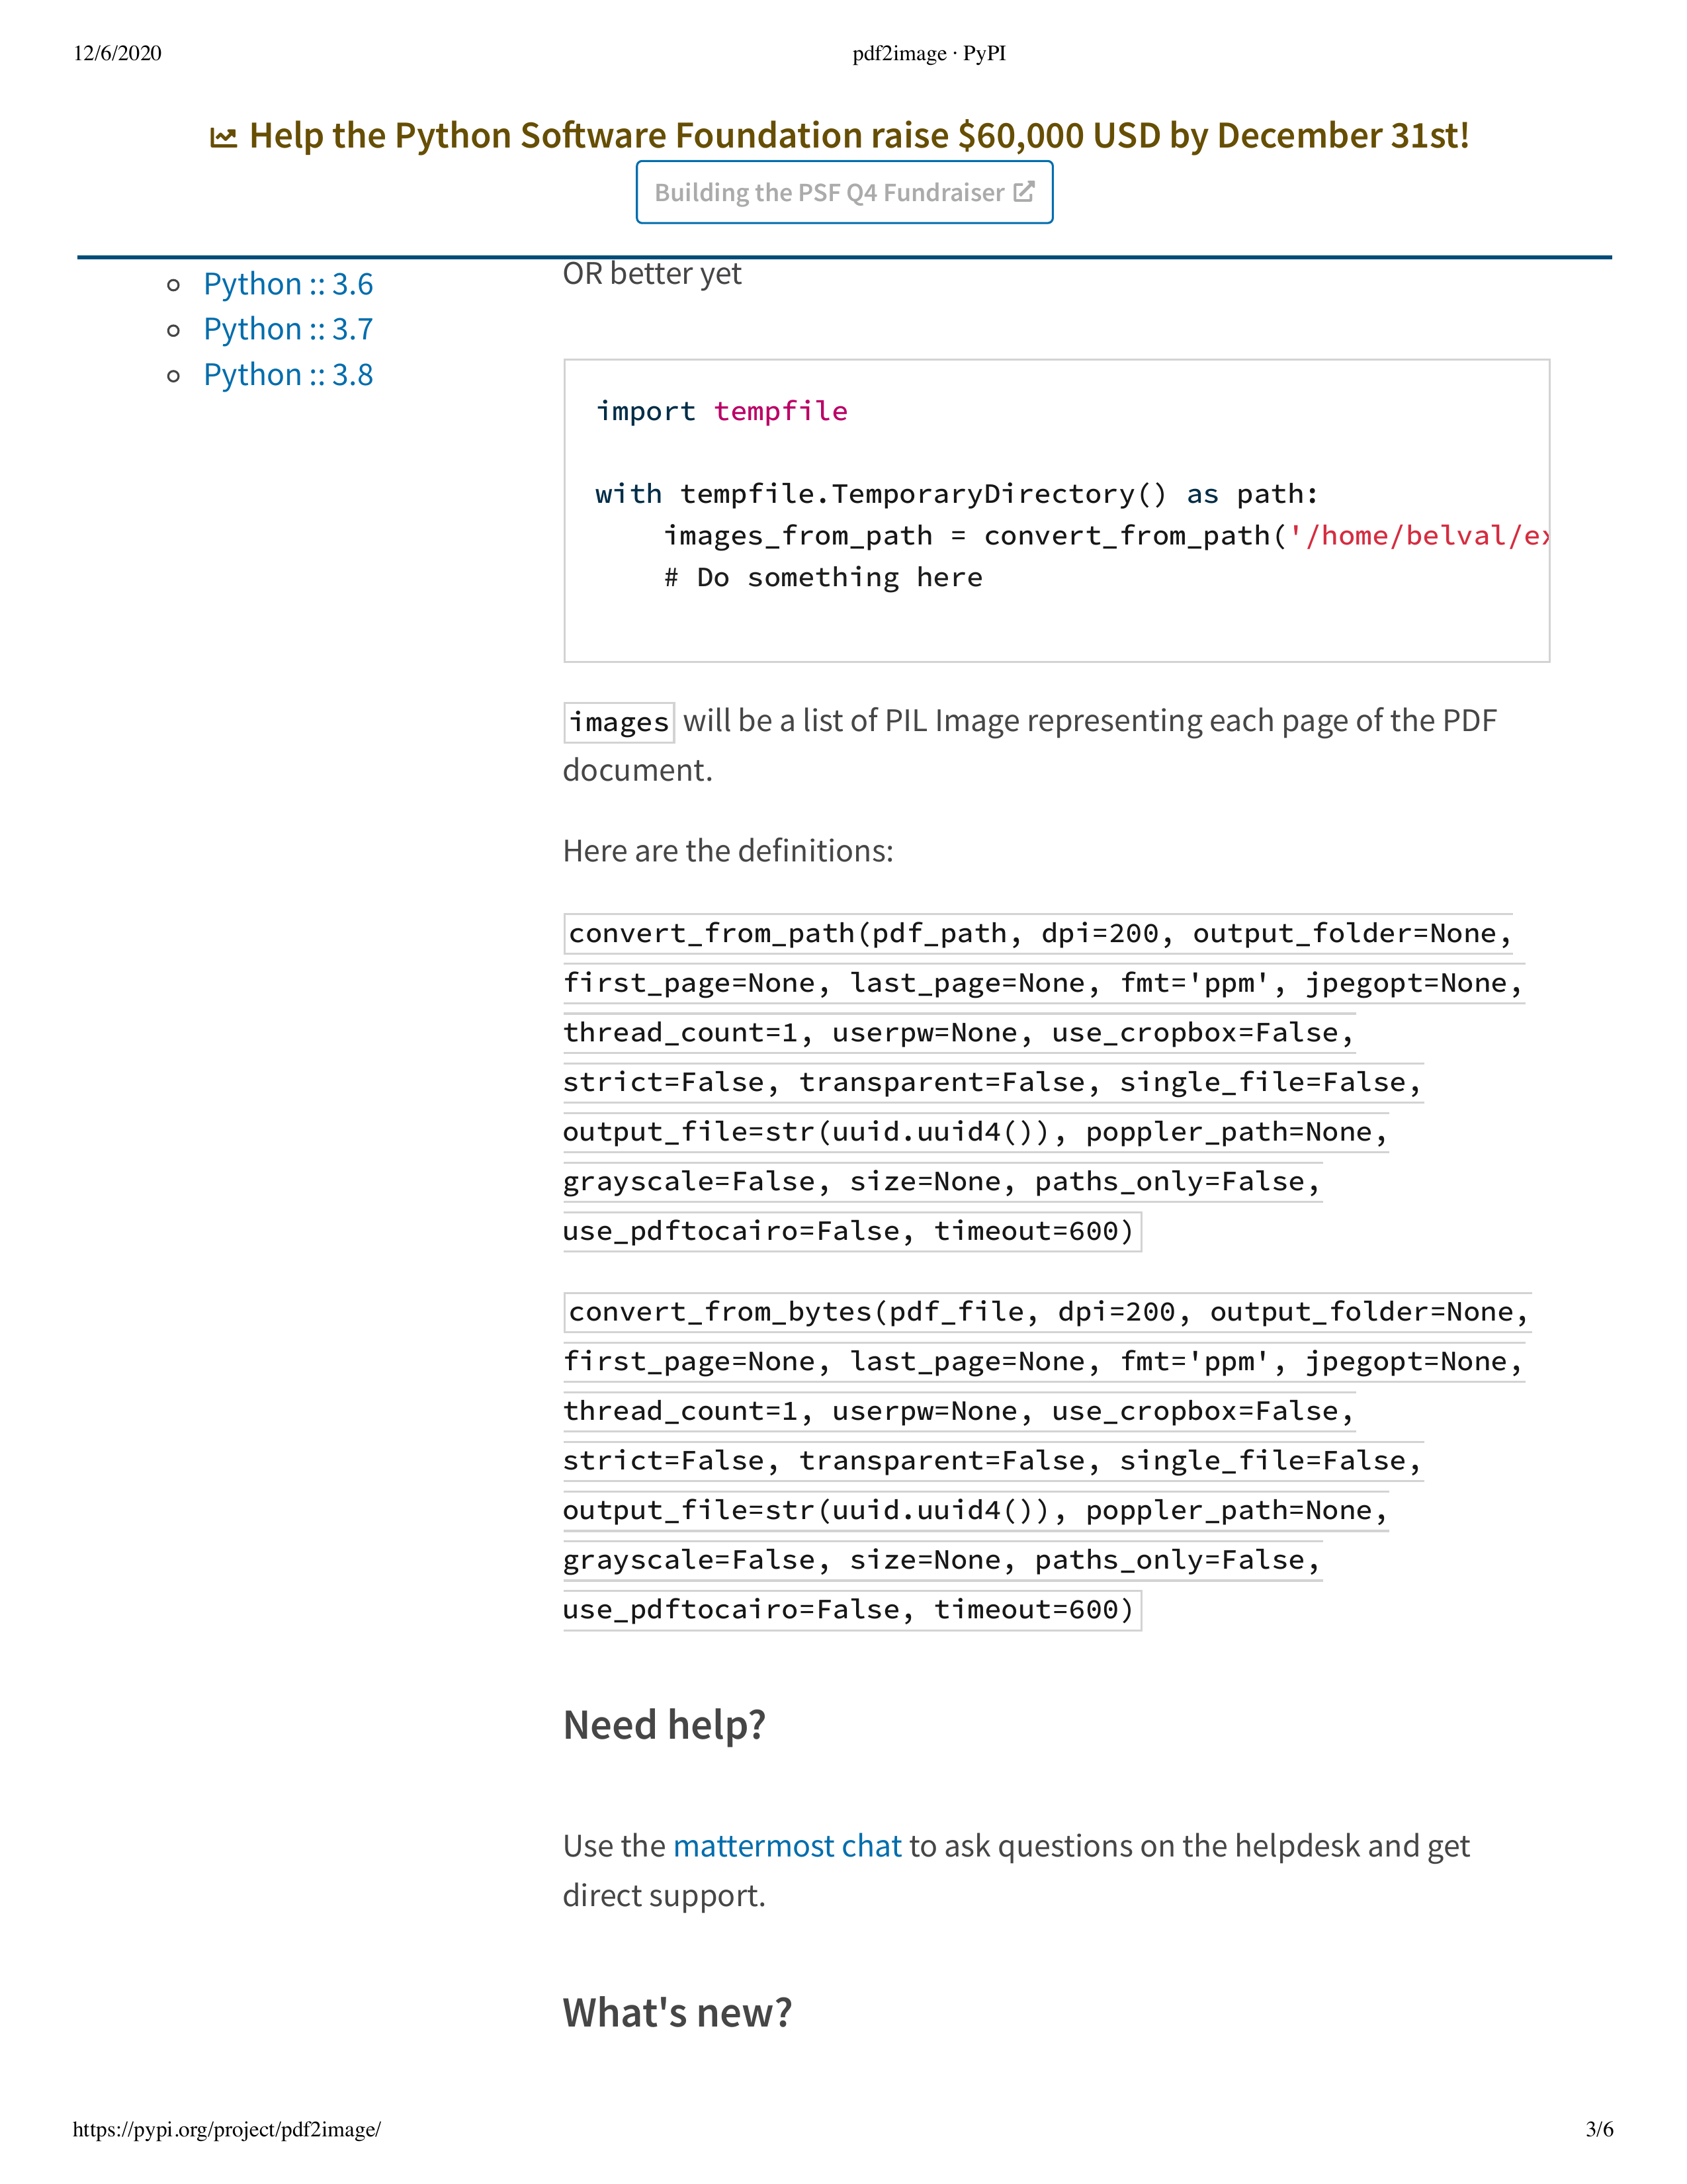 12/6/2020
pdf2image · PyPI
Help the Python Software Foundation raise $60,000 USD by December 31st!
Building the PSF Q4 Fundraiser
Python :: 3.6
Python :: 3.7
Python :: 3.8
OR better yet
import tempfile
with tempfile.TemporaryDirectory() as path:
    images_from_path = convert_from_path('/home/belval/ex
    # Do something here
images will be a list of PIL Image representing each page of the PDF
document.
Here are the definitions:
convert_from_path(pdf_path, dpi=200, output_folder=None,
first_page=None, last_page=None, fmt='ppm', jpegopt=None,
thread_count=1, userpw=None, use_cropbox=False,
strict=False, transparent=False, single_file=False,
output_file=str(uuid.uuid4()), poppler_path=None,
grayscale=False, size=None, paths_only=False,
use_pdftocairo=False, timeout=600)
convert_from_bytes(pdf_file, dpi=200, output_folder=None,
first_page=None, last_page=None, fmt='ppm', jpegopt=None,
thread_count=1, userpw=None, use_cropbox=False,
strict=False, transparent=False, single_file=False,
output_file=str(uuid.uuid4()), poppler_path=None,
grayscale=False, size=None, paths_only=False,
use_pdftocairo=False, timeout=600)
Need help?
Use the mattermost chat to ask questions on the helpdesk and get
direct support.
What's new?
https://pypi.org/project/pdf2image/
3/6